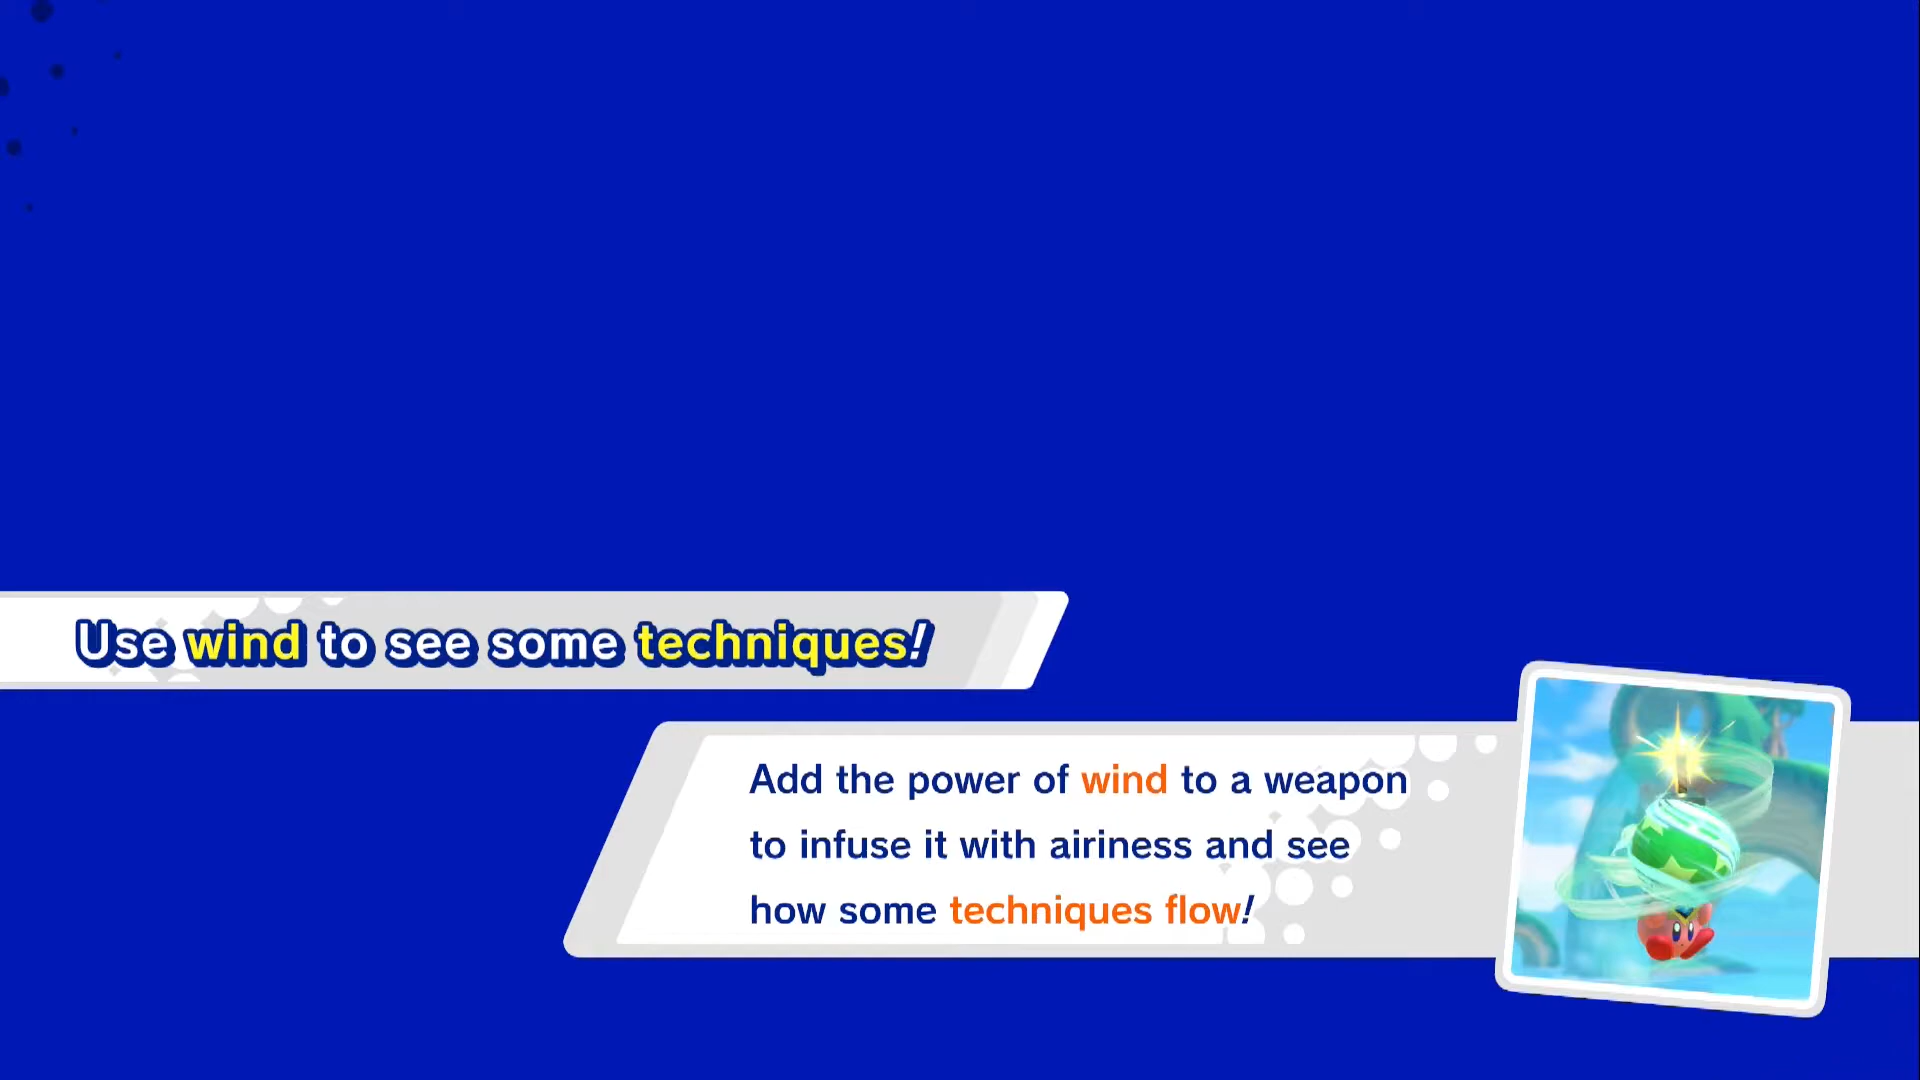 Use wind to see some techniques!
Add the power of wind to a weapon
to infuse it with airiness and see
how some techniques flow!